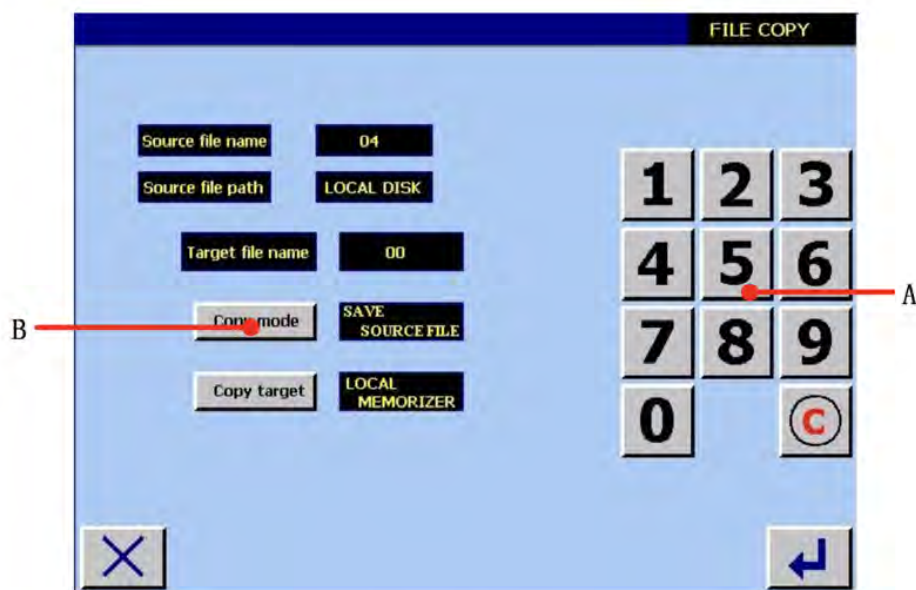 FILE COPY
Source file name 04
Source file path LOCAL DISK
Target file name 00
Copy mode SAVE
SOURCE FILE
Copy target LOCAL
MEMORIZER
1 2 3
4 5 6
7 8 9
0 C
A
B